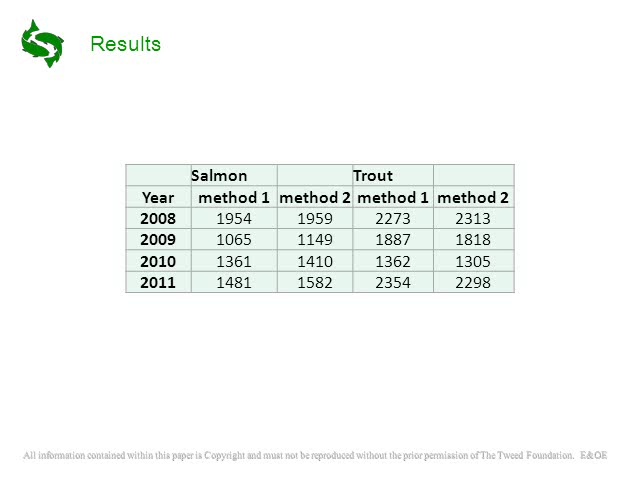 Results
Salmon Trout
Year method 1 method 2 method 1 method 2
2008 1954 1959 2273 2313
2009 1065 1149 1887 1818
2010 1361 1410 1362 1305
2011 1481 1582 2354 2298
All information contained within this paper is Copyright and must not be reproduced without the prior permission of The Tweed Foundation. E&OE